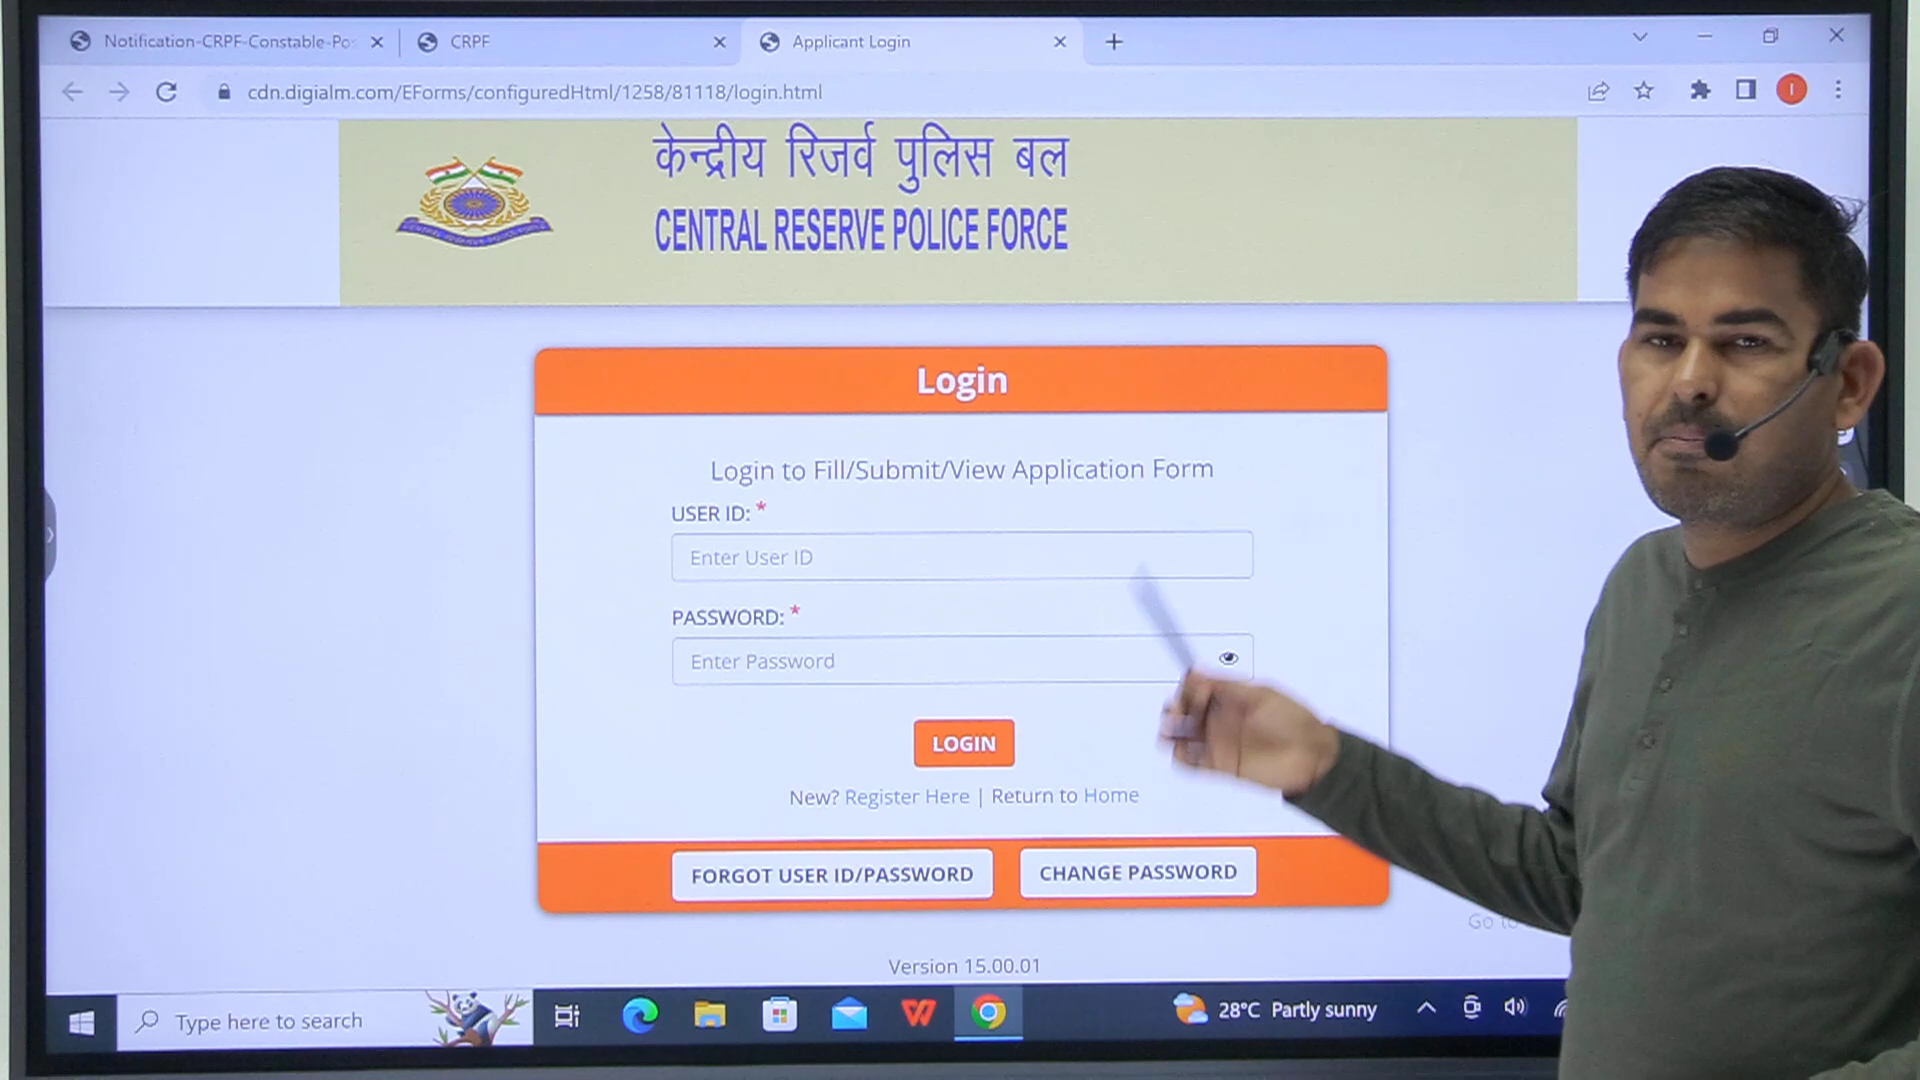 Notification-CRPF-Constable-Po
CRPF
Applicant Login
cdn.digialm.com/EForms/configuredHtml/1258/81118/login.html
I
केन्द्रीय रिजर्व पुलिस बल
CENTRAL RESERVE POLICE FORCE
Login
Login to Fill/Submit/View Application Form
USER ID: *
Enter User ID
PASSWORD: *
Enter Password
LOGIN
New? Register Here | Return to Home
FORGOT USER ID/PASSWORD
CHANGE PASSWORD
Go to
Version 15.00.01
Type here to search
28°C Partly sunny